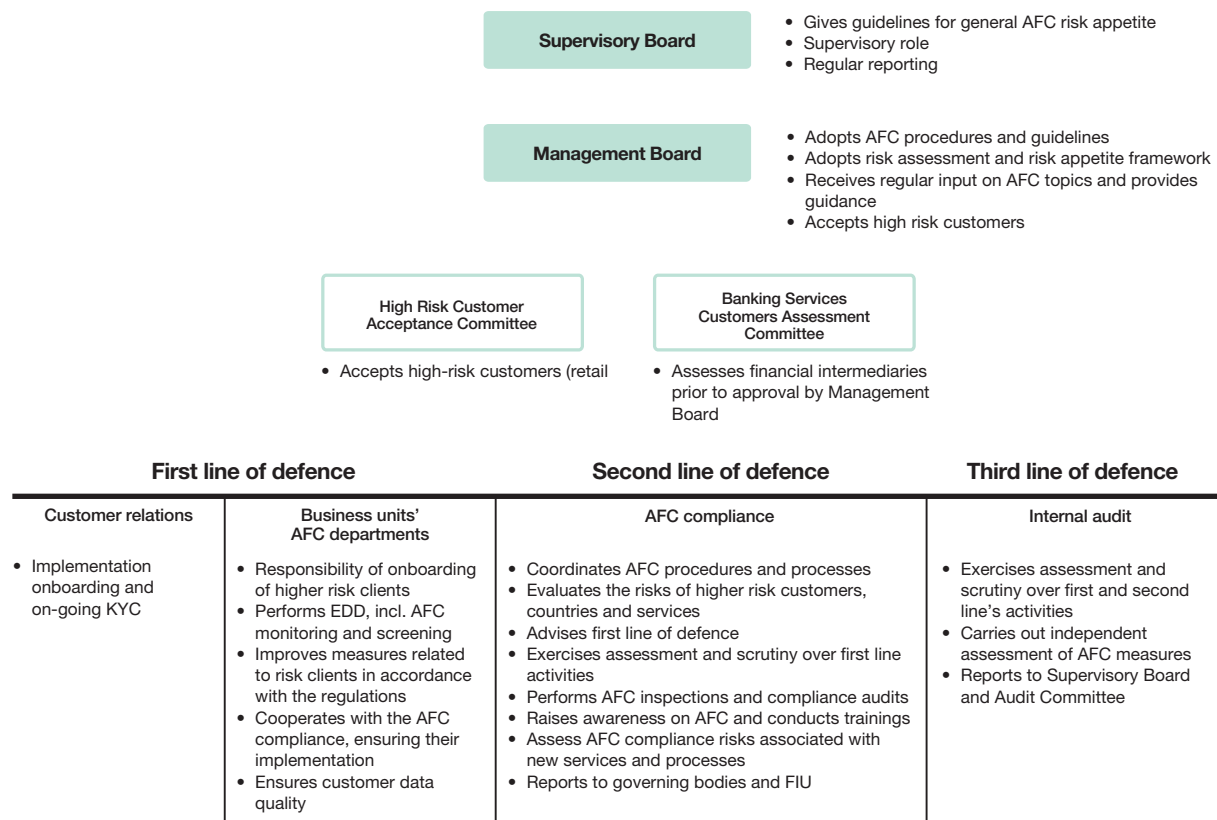 Supervisory Board
• Gives guidelines for general AFC risk appetite
• Supervisory role
• Regular reporting
Management Board
• Adopts AFC procedures and guidelines
• Adopts risk assessment and risk appetite framework
• Receives regular input on AFC topics and provides
guidance
• Accepts high risk customers
High Risk Customer
Acceptance Committee
• Accepts high-risk customers (retail
Banking Services
Customers Assessment
Committee
• Assesses financial intermediaries
prior to approval by Management
Board
First line of defence
Customer relations
• Implementation
onboarding and
on-going KYC
Business units’
AFC departments
• Responsibility of onboarding
of higher risk clients
• Performs EDD, incl. AFC
monitoring and screening
• Improves measures related
to risk clients in accordance
with the regulations
• Cooperates with the AFC
compliance, ensuring their
implementation
• Ensures customer data
quality
Second line of defence
AFC compliance
• Coordinates AFC procedures and processes
• Evaluates the risks of higher risk customers,
countries and services
• Advises first line of defence
• Exercises assessment and scrutiny over first line
activities
• Performs AFC inspections and compliance audits
• Raises awareness on AFC and conducts trainings
• Assess AFC compliance risks associated with
new services and processes
• Reports to governing bodies and FIU
Third line of defence
Internal audit
• Exercises assessment and
scrutiny over first and second
line’s activities
• Carries out independent
assessment of AFC measures
• Reports to Supervisory Board
and Audit Committee